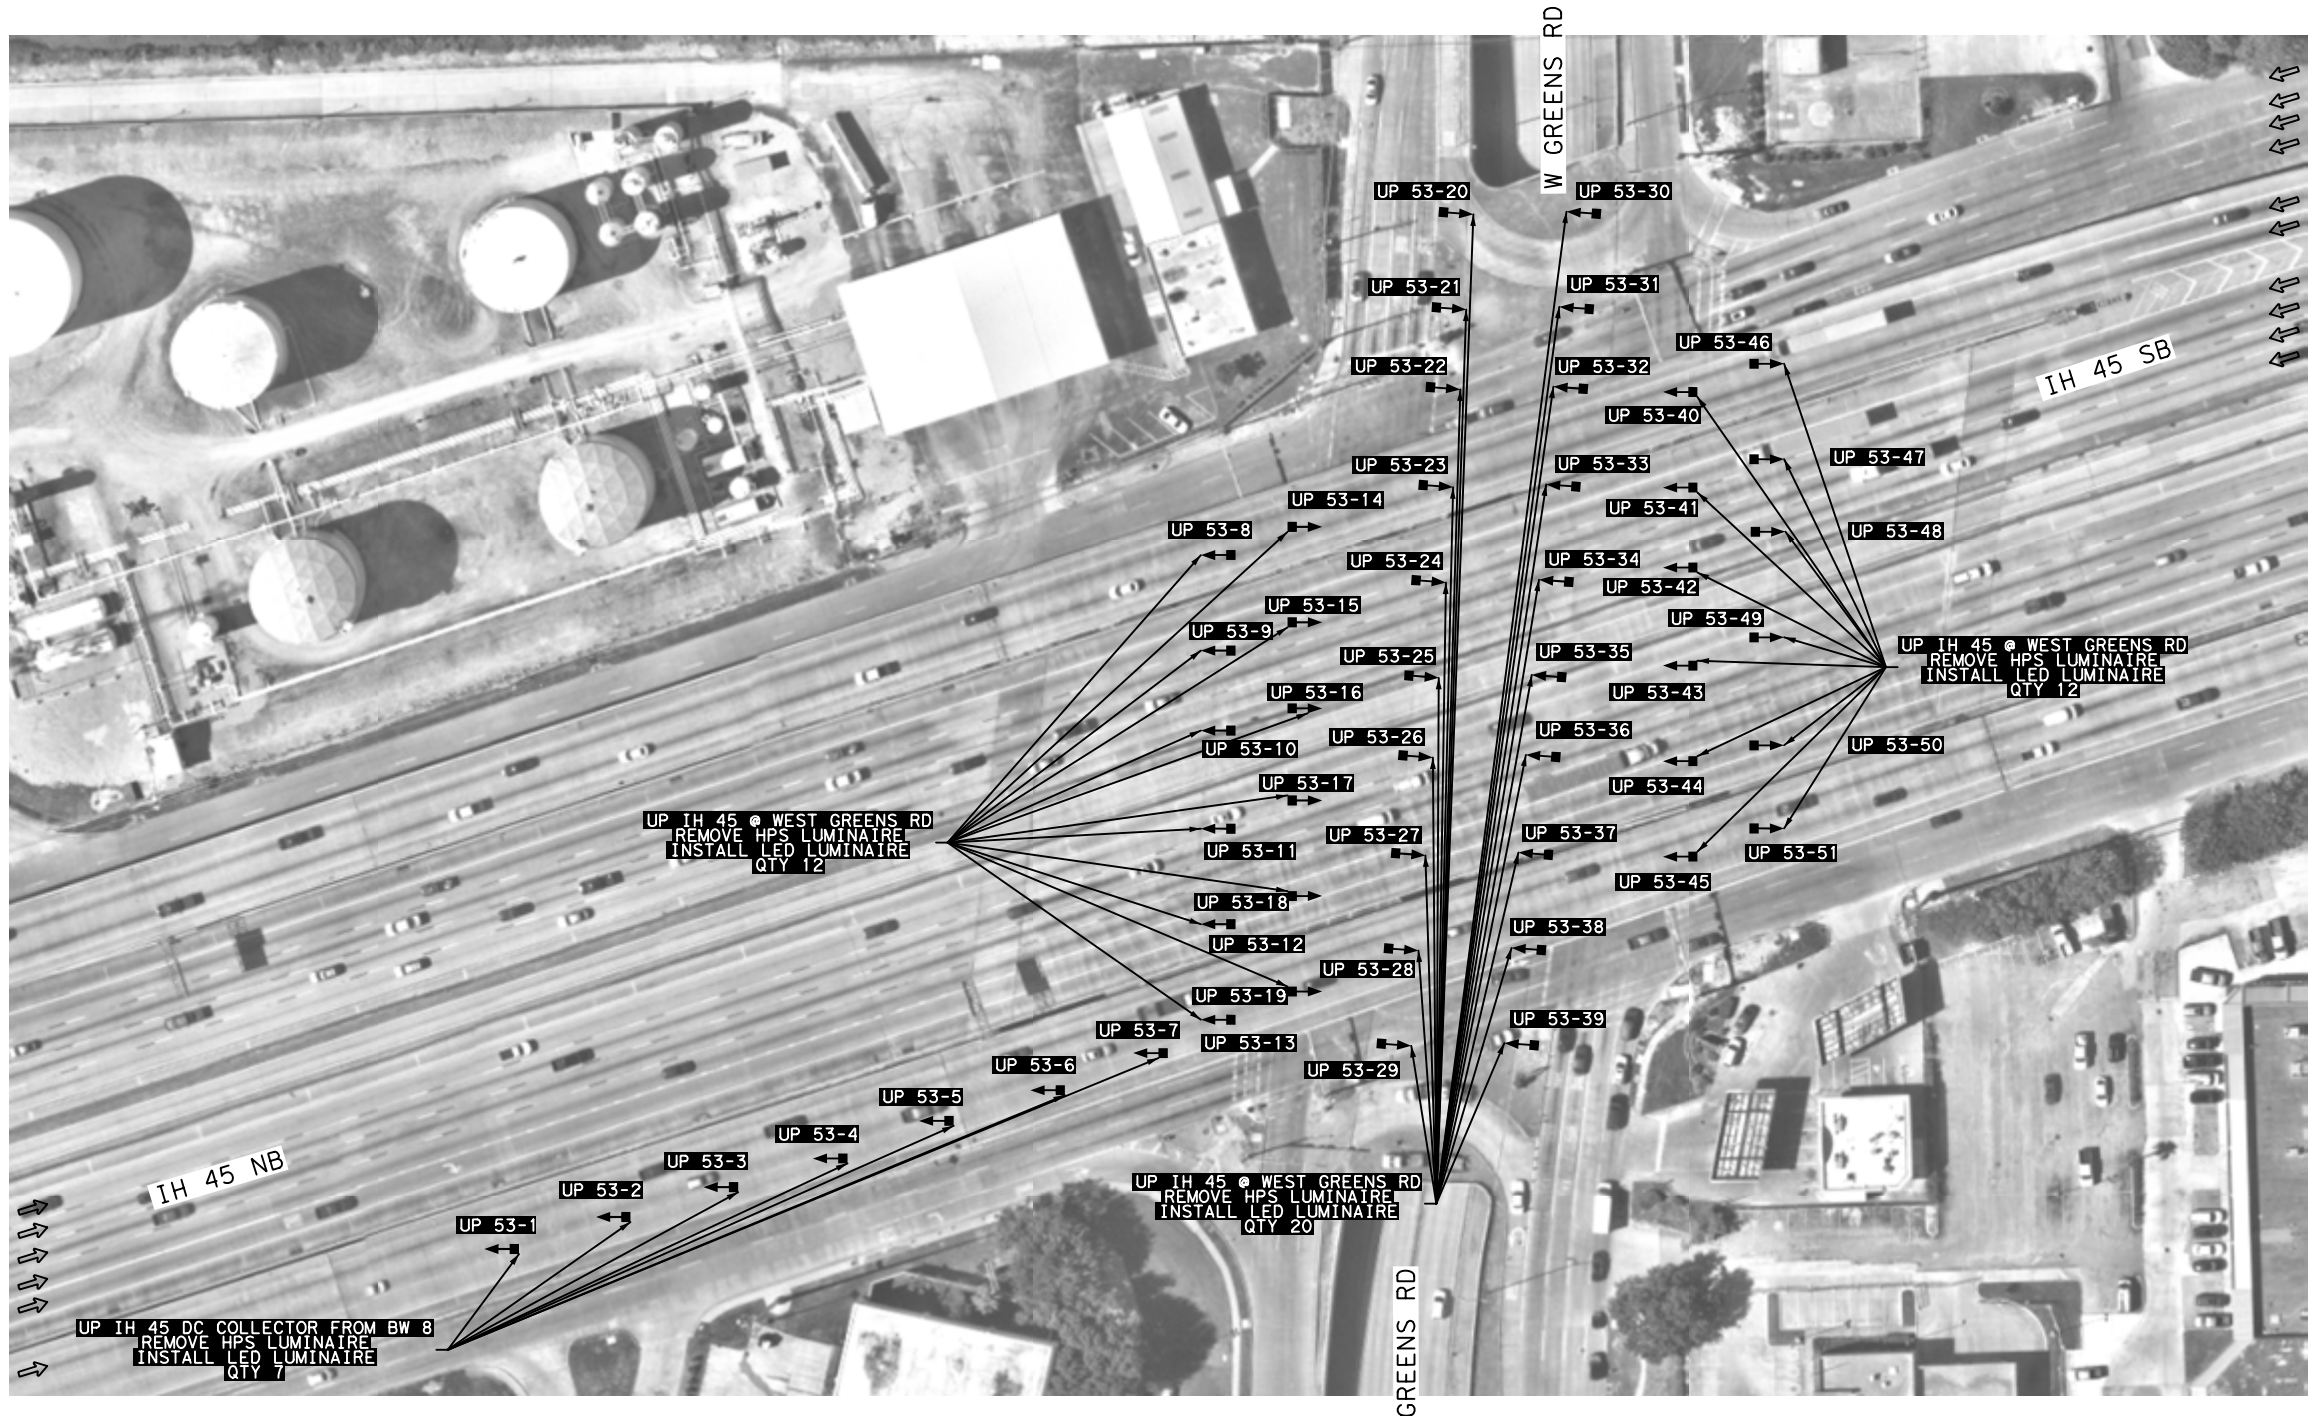 W GREENS RD
UP 53-20
UP 53-30
UP 53-21
UP 53-31
UP 53-46
IH 45 SB
UP 53-22
UP 53-32
UP 53-40
UP 53-23
UP 53-33
UP 53-47
UP 53-14
UP 53-41
UP 53-8
UP 53-48
UP 53-24
UP 53-34
UP 53-42
UP 53-15
UP 53-49
UP 53-9
UP 53-25
UP 53-35
UP IH 45 @ WEST GREENS RD
REMOVE HPS LUMINAIRE
INSTALL LED LUMINAIRE
QTY 12
UP 53-16
UP 53-43
UP 53-10
UP 53-26
UP 53-36
UP 53-50
UP 53-17
UP 53-44
UP IH 45 @ WEST GREENS RD
REMOVE HPS LUMINAIRE
INSTALL LED LUMINAIRE
QTY 12
UP 53-27
UP 53-37
UP 53-11
UP 53-51
UP 53-45
UP 53-18
UP 53-38
UP 53-12
UP 53-28
UP 53-19
UP 53-39
UP 53-7
UP 53-13
UP 53-6
UP 53-29
UP 53-5
UP 53-4
UP 53-3
IH 45 NB
UP 53-2
UP IH 45 @ WEST GREENS RD
REMOVE HPS LUMINAIRE
INSTALL LED LUMINAIRE
QTY 20
UP 53-1
GREENS RD
UP IH 45 DC COLLECTOR FROM BW 8
REMOVE HPS LUMINAIRE
INSTALL LED LUMINAIRE
QTY 7